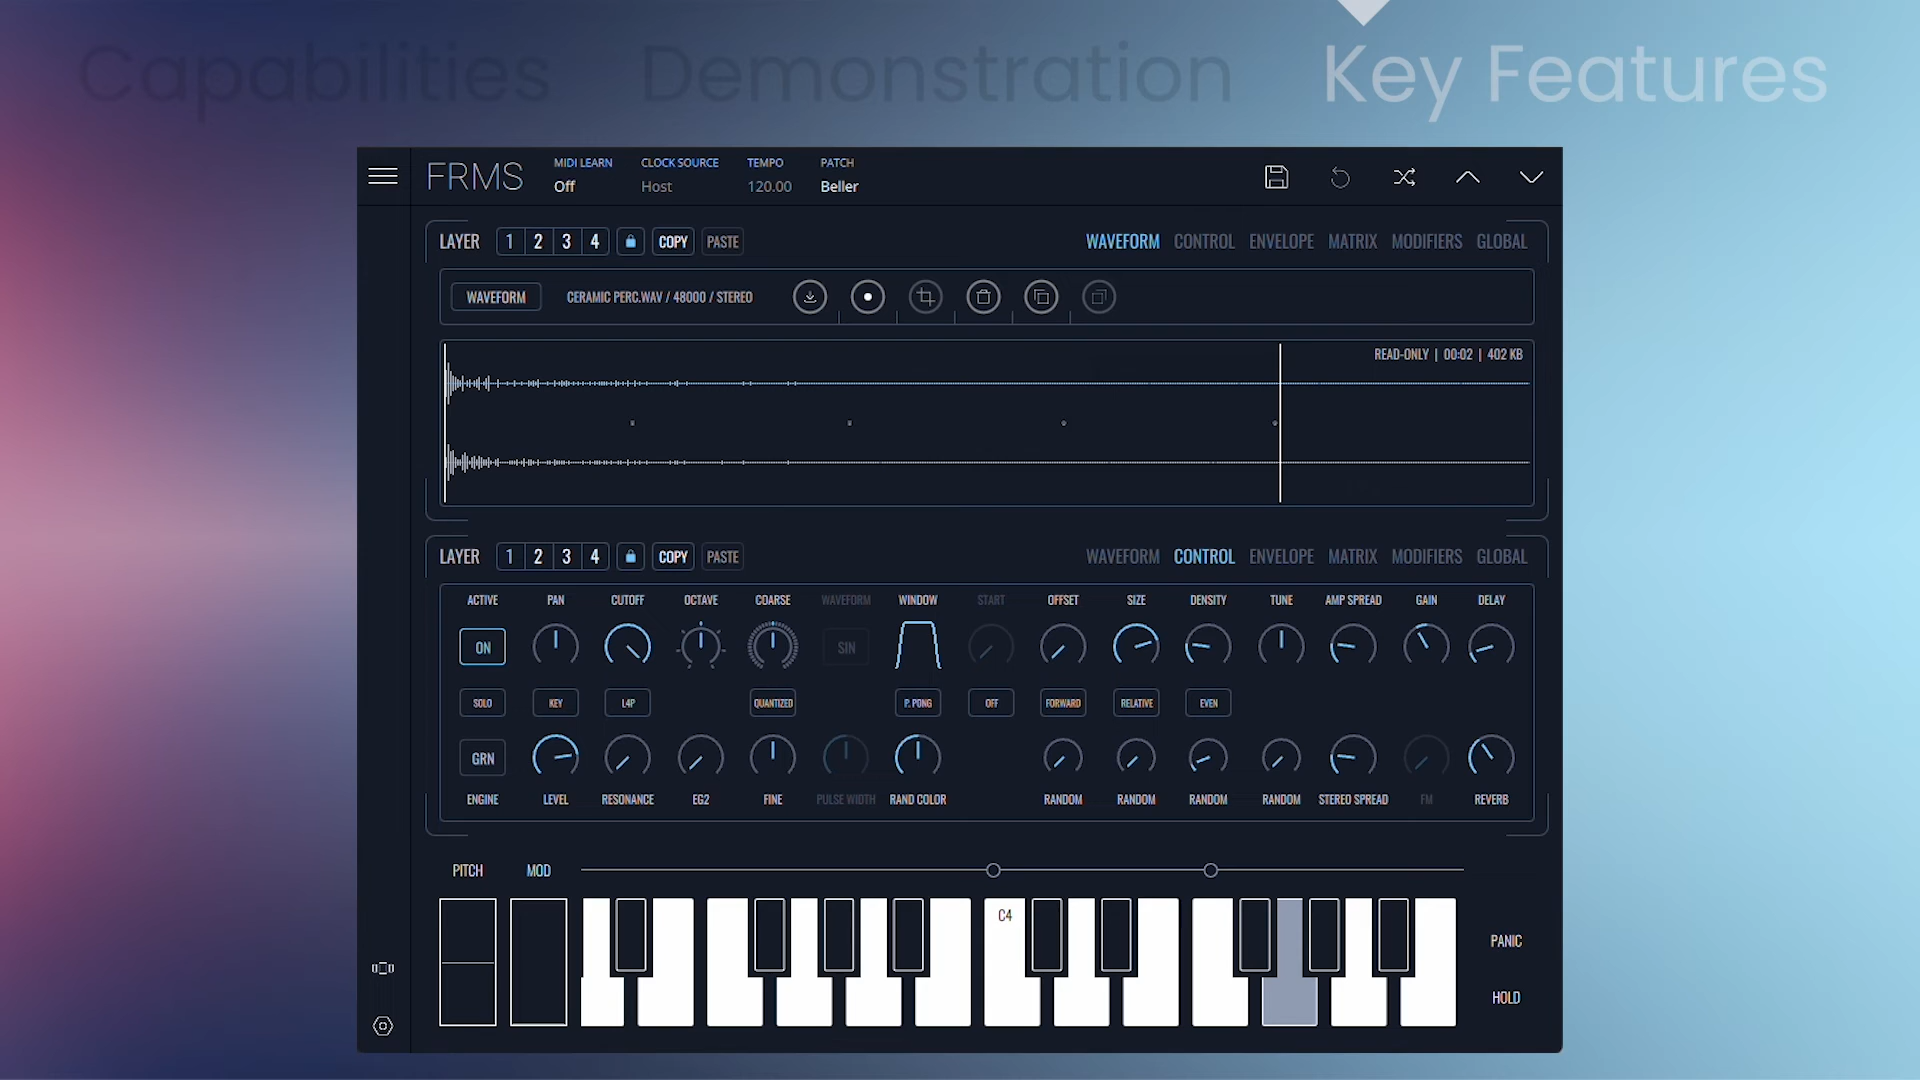 Capabilities Demonstration Key Features
FRMS
MIDI LEARN CLOCK SOURCE TEMPO PATCH
Off Host 120.00 Beller
LAYER 1 2 3 4 COPY PASTE WAVEFORM CONTROL ENVELOPE MATRIX MODIFIERS GLOBAL
WAVEFORM CERAMIC PERC.WAV / 48000 / STEREO
READ-ONLY | 00:02 | 402 KB
LAYER 1 2 3 4 COPY PASTE WAVEFORM CONTROL ENVELOPE MATRIX MODIFIERS GLOBAL
ACTIVE PAN CUTOFF OCTAVE COARSE WAVEFORM WINDOW START OFFSET SIZE DENSITY TUNE AMP SPREAD GAIN DELAY
ON SIN
SOLO KEY L4P QUANTIZED P. PONG OFF FORWARD RELATIVE EVEN
GRN
ENGINE LEVEL RESONANCE EG2 FINE PULSE WIDTH RAND COLOR RANDOM RANDOM RANDOM RANDOM STEREO SPREAD FM REVERB
PITCH MOD
C4
PANIC
HOLD